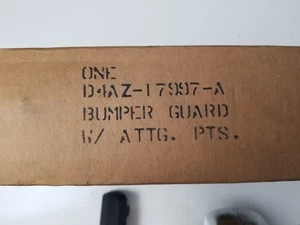 ONE
D4AZ-17997-A
BUMPER GUARD
W/ ATTG. PTS.